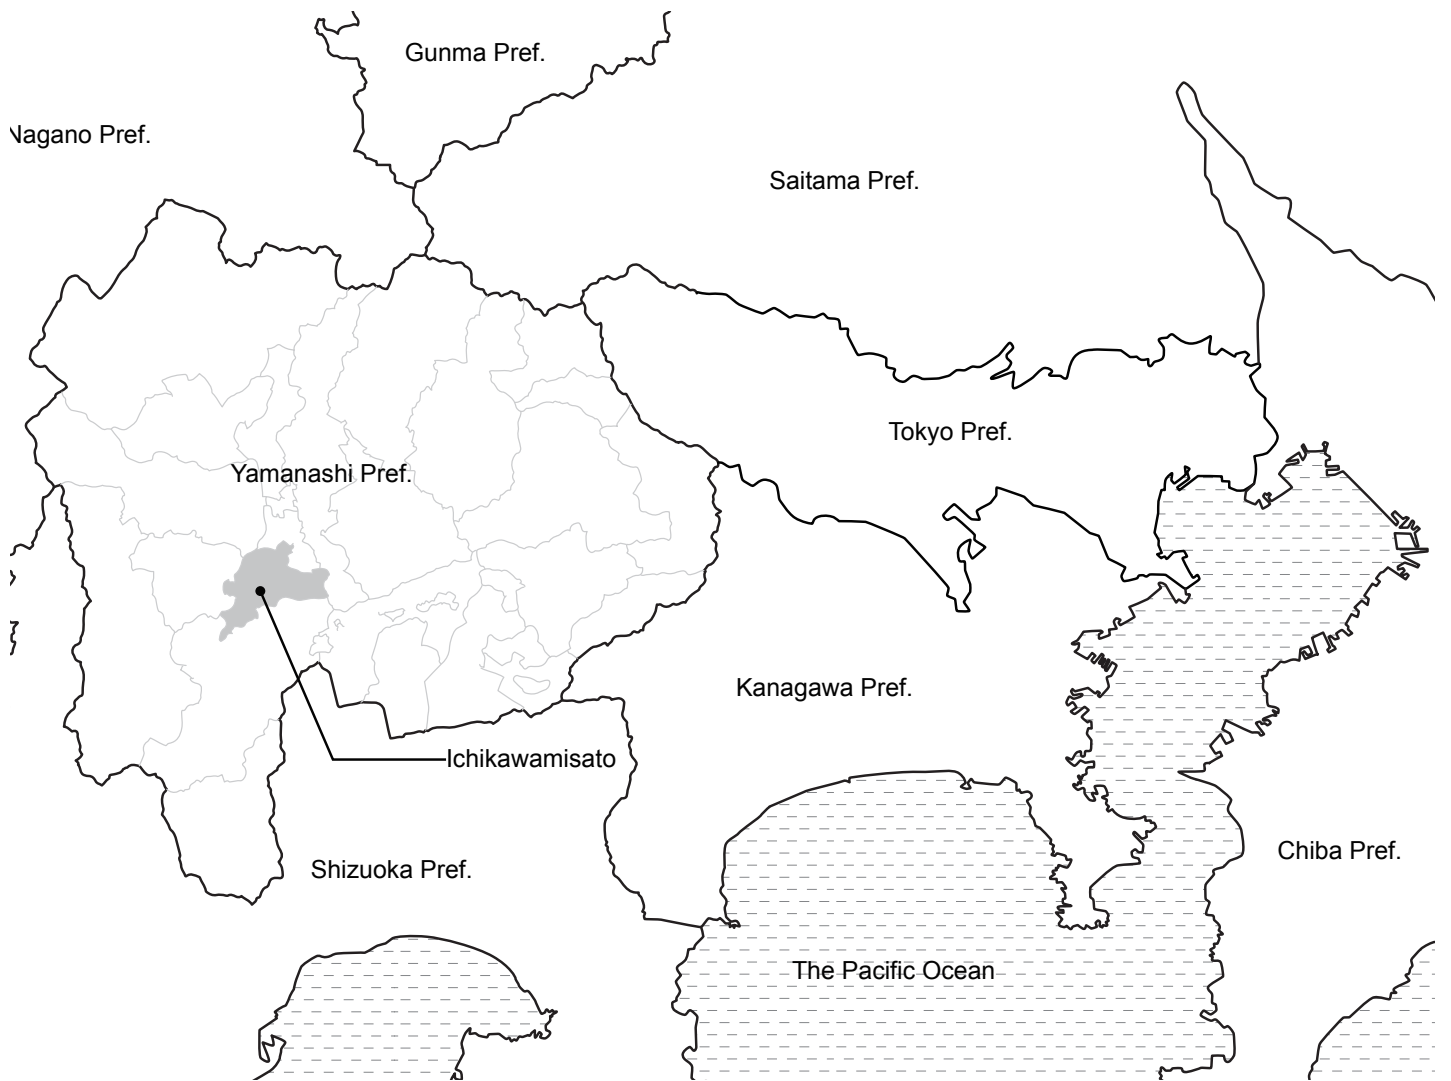 Gunma Pref.
Nagano Pref.
Saitama Pref.
Tokyo Pref.
Yamanashi Pref.
Kanagawa Pref.
Ichikawamisato
Chiba Pref.
Shizuoka Pref.
The Pacific Ocean